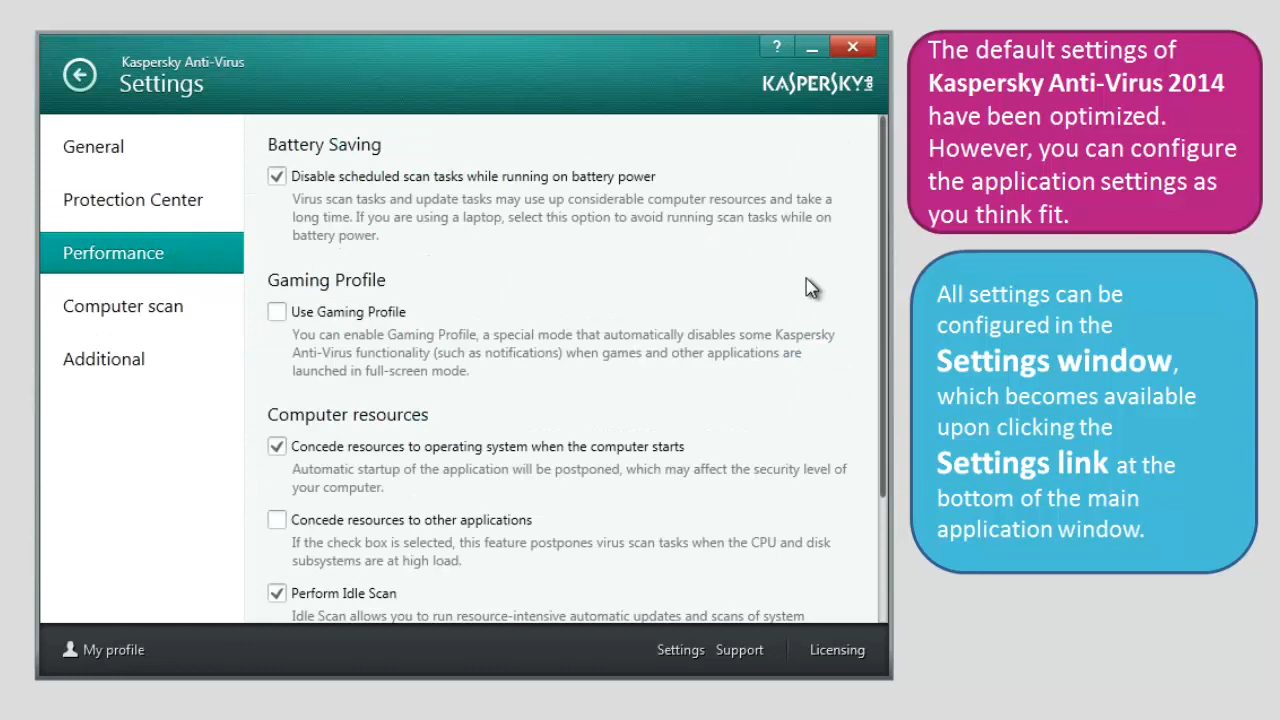 Kaspersky Anti-Virus
Settings
?
KASPERSKY lab
General
Protection Center
Performance
Computer scan
Additional
Battery Saving
Disable scheduled scan tasks while running on battery power
Virus scan tasks and update tasks may use up considerable computer resources and take a
long time. If you are using a laptop, select this option to avoid running scan tasks while on
battery power.
Gaming Profile
Use Gaming Profile
You can enable Gaming Profile, a special mode that automatically disables some Kaspersky
Anti-Virus functionality (such as notifications) when games and other applications are
launched in full-screen mode.
Computer resources
Concede resources to operating system when the computer starts
Automatic startup of the application will be postponed, which may affect the security level of
your computer.
Concede resources to other applications
If the check box is selected, this feature postpones virus scan tasks when the CPU and disk
subsystems are at high load.
Perform Idle Scan
Idle Scan allows you to run resource-intensive automatic updates and scans of system
My profile
Settings Support Licensing
The default settings of
Kaspersky Anti-Virus 2014
have been optimized.
However, you can configure
the application settings as
you think fit.
All settings can be
configured in the
Settings window,
which becomes available
upon clicking the
Settings link at the
bottom of the main
application window.